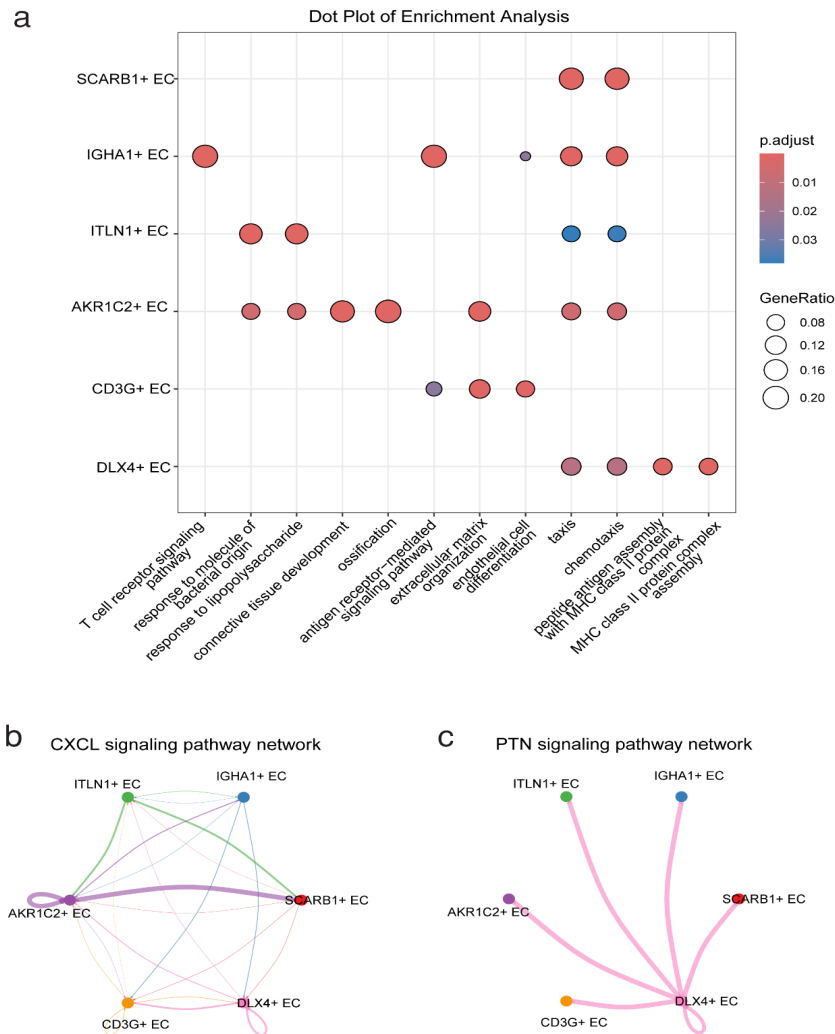 a
Dot Plot of Enrichment Analysis
SCARB1+ EC
IGHA1+ EC
ITLN1+ EC
AKR1C2+ EC
CD3G+ EC
DLX4+ EC
T cell receptor signaling
pathway
response to molecule of
bacterial origin
response to lipopolysaccharide
connective tissue development
ossification
antigen receptor−mediated
signaling pathway
extracellular matrix
organization
endothelial cell
differentiation
taxis
chemotaxis
peptide antigen assembly
with MHC class II protein
complex
MHC class II protein complex
assembly
p.adjust
0.01
0.02
0.03
GeneRatio
0.08
0.12
0.16
0.20
b
CXCL signaling pathway network
ITLN1+ EC
IGHA1+ EC
AKR1C2+ EC
SCARB1+ EC
CD3G+ EC
DLX4+ EC
c
PTN signaling pathway network
ITLN1+ EC
IGHA1+ EC
AKR1C2+ EC
SCARB1+ EC
CD3G+ EC
DLX4+ EC